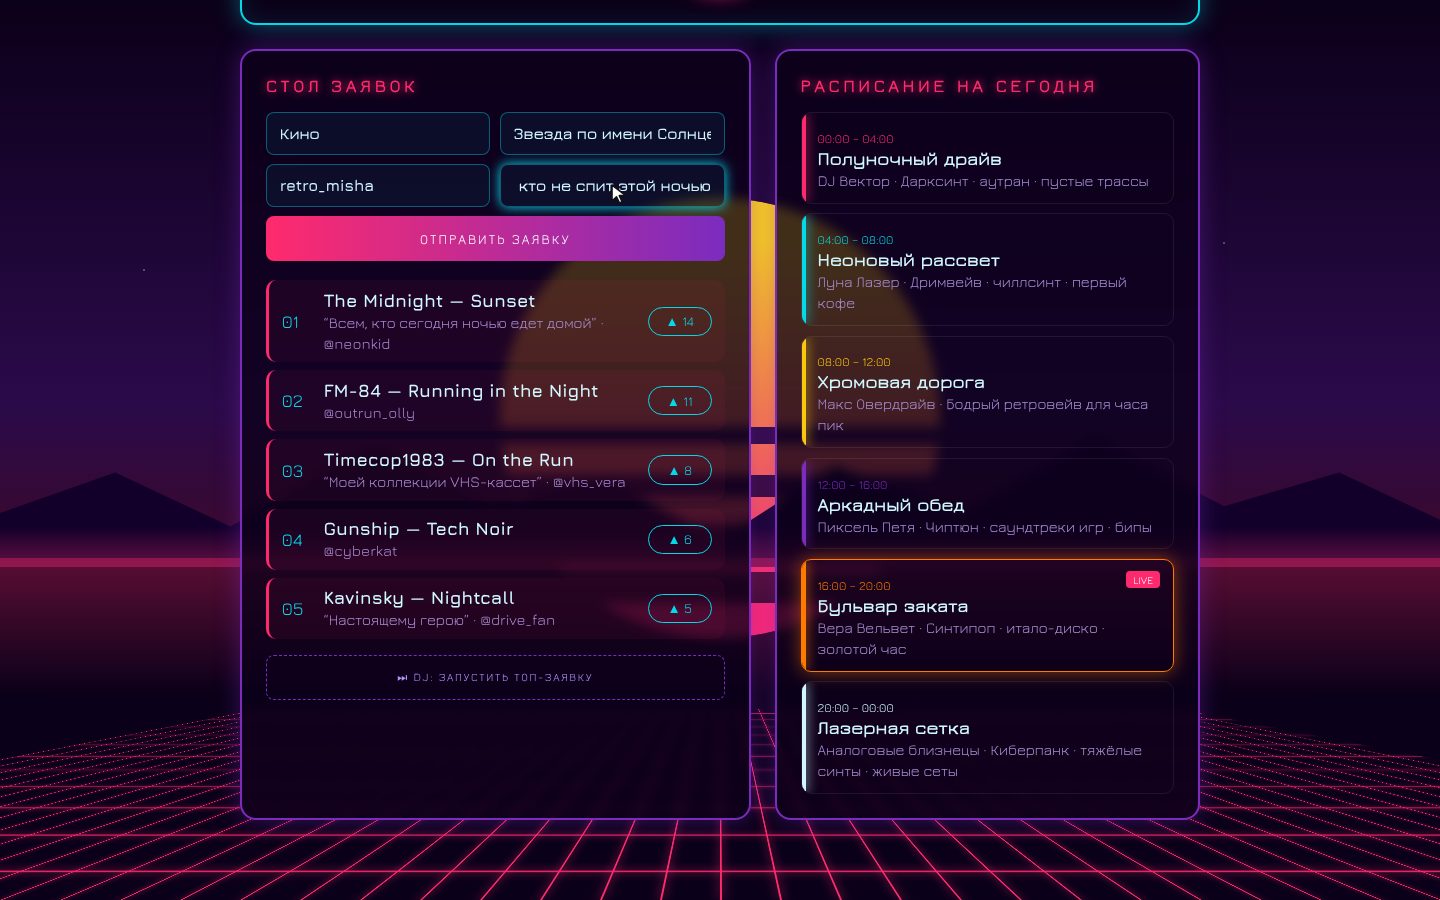 СТОЛ ЗАЯВОК
Кино
Звезда по имени Солнце
retro_misha
кто не спит этой ночью
ОТПРАВИТЬ ЗАЯВКУ
01
The Midnight — Sunset
"Всем, кто сегодня ночью едет домой" ·
@neonkid
▲ 14
02
FM-84 — Running in the Night
@outrun_olly
▲ 11
03
Timecop1983 — On the Run
"Моей коллекции VHS-кассет" · @vhs_vera
▲ 8
04
Gunship — Tech Noir
@cyberkat
▲ 6
05
Kavinsky — Nightcall
"Настоящему герою" · @drive_fan
▲ 5
⏭ DJ: ЗАПУСТИТЬ ТОП-ЗАЯВКУ
РАСПИСАНИЕ НА СЕГОДНЯ
00:00 – 04:00
Полуночный драйв
DJ Вектор · Дарксинт · аутран · пустые трассы
04:00 – 08:00
Неоновый рассвет
Луна Лазер · Дримвейв · чиллсинт · первый
кофе
08:00 – 12:00
Хромовая дорога
Макс Овердрайв · Бодрый ретровейв для часа
пик
12:00 – 16:00
Аркадный обед
Пиксель Петя · Чиптюн · саундтреки игр · бипы
16:00 – 20:00
LIVE
Бульвар заката
Вера Вельвет · Синтипоп · итало-диско ·
золотой час
20:00 – 00:00
Лазерная сетка
Аналоговые близнецы · Киберпанк · тяжёлые
синты · живые сеты